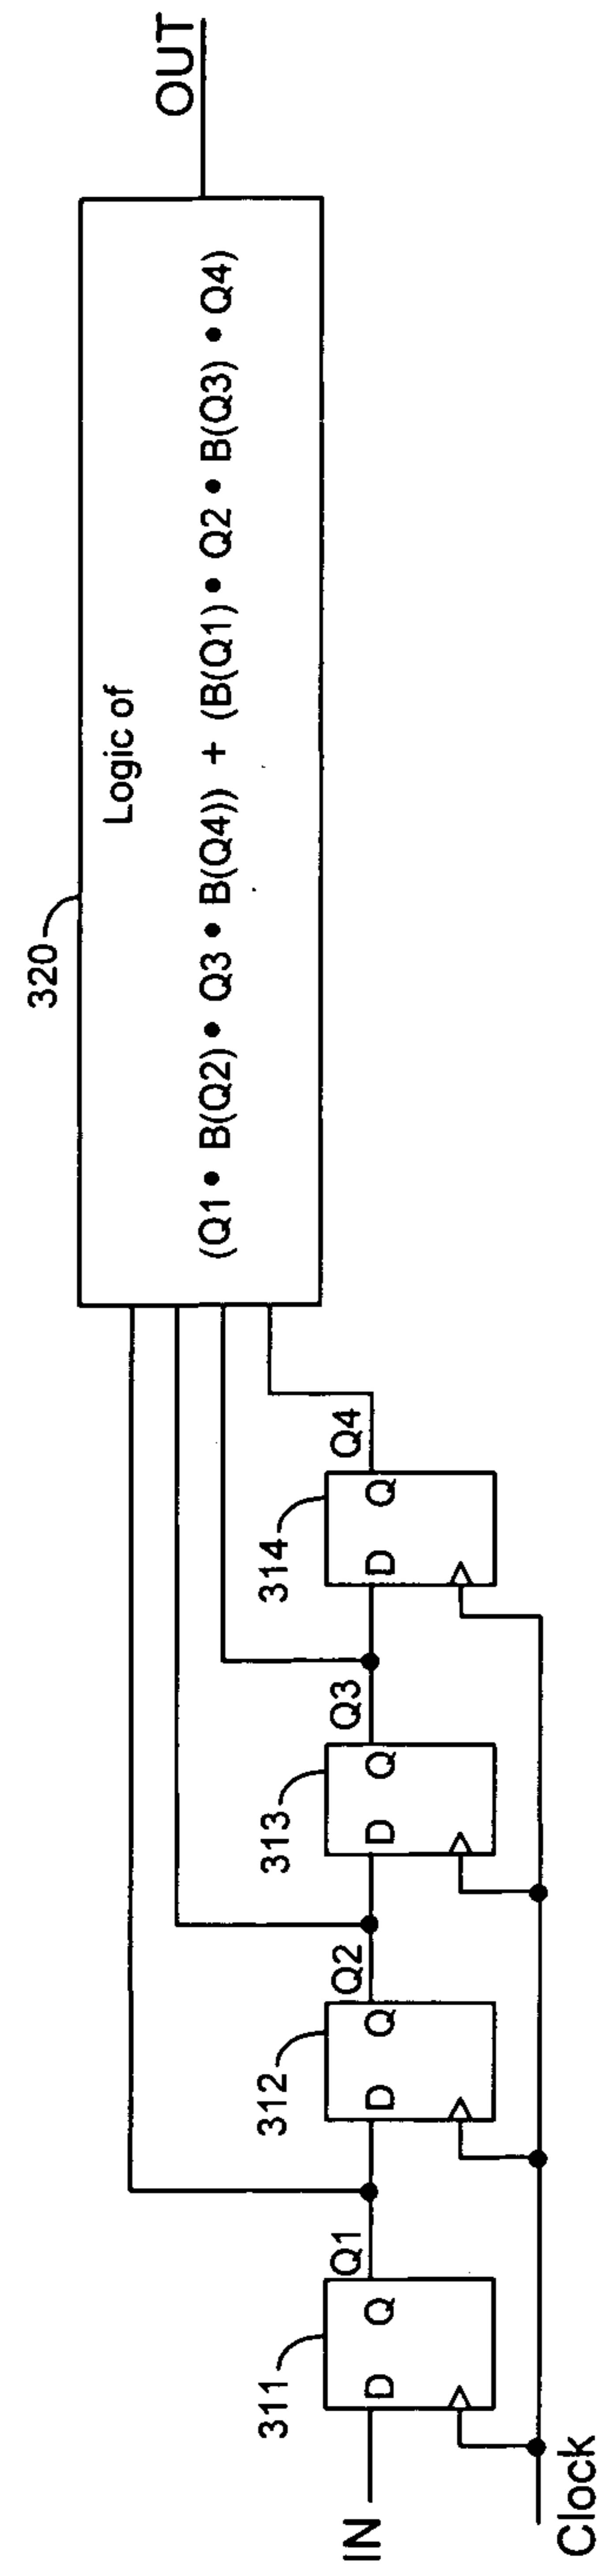 320
Logic of
(Q1 • B(Q2) • Q3 • B(Q4)) + (B(Q1) • Q2 • B(Q3) • Q4)
OUT
311
312
313
314
Q1
Q2
Q3
Q4
IN
D
Q
D
Q
D
Q
D
Q
Clock